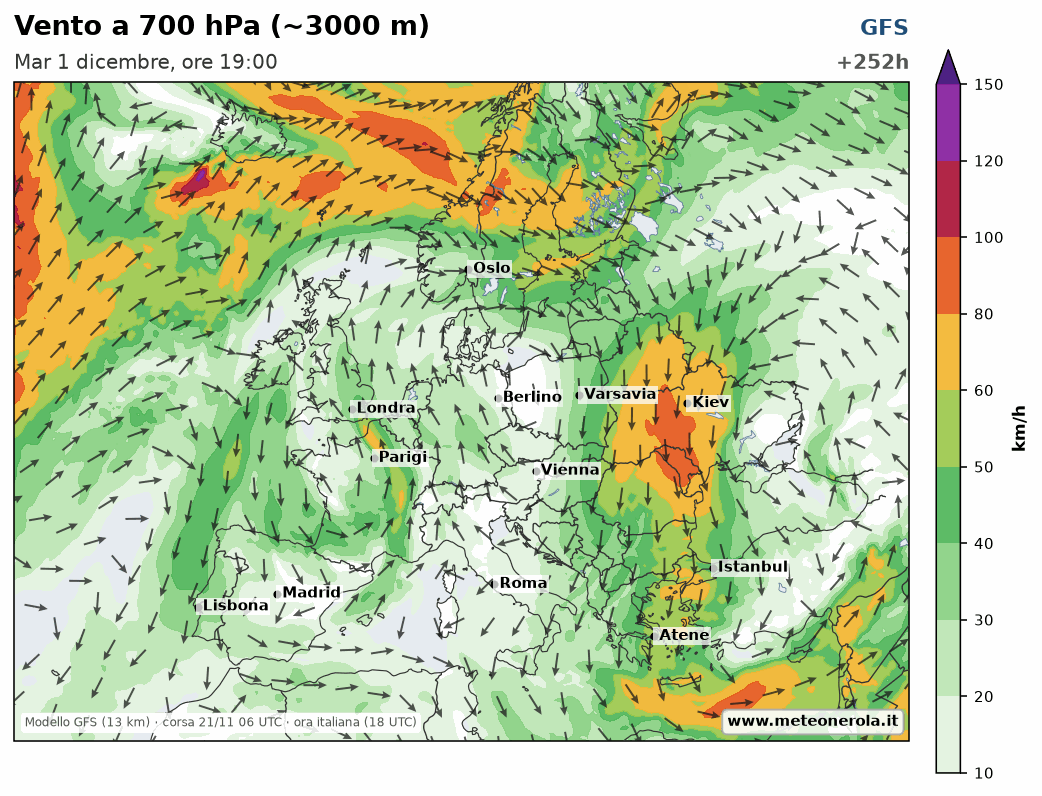 Vento a 700 hPa (~3000 m)
GFS
Mar 1 dicembre, ore 19:00
+252h
150
120
100
80
60
50
40
30
20
10
km/h
Oslo
Berlino
Varsavia
Kiev
Londra
Parigi
Vienna
Istanbul
Roma
Madrid
Lisbona
Atene
Modello GFS (13 km) · corsa 21/11 06 UTC · ora italiana (18 UTC)
www.meteonerola.it